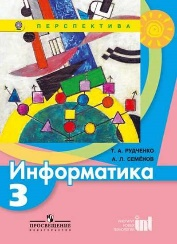 ПЕРСПЕКТИВА
Т. А. РУДЧЕНКО
А. Л. СЕМЁНОВ
Информатика
3
ПРОСВЕЩЕНИЕ